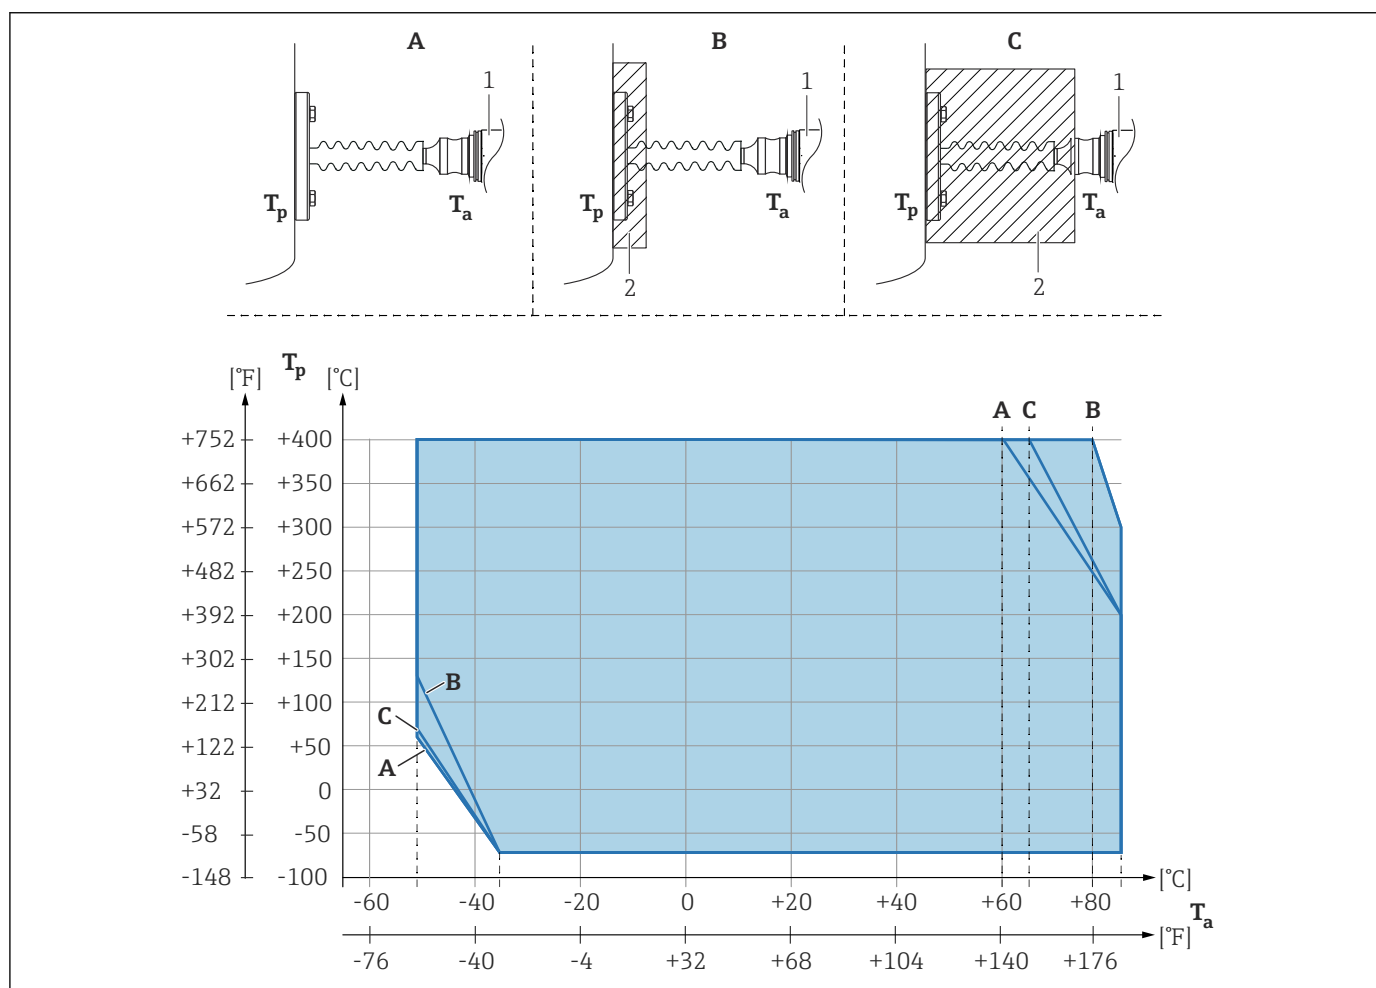 A B C
1 1 1
Tp Ta Tp Ta Tp Ta
2 2
Tp
[°F] [°C]
A C B
+752 +400
+662 +350
+572 +300
+482 +250
+392 +200
+302 +150
B
+212 +100
C
+122 +50
A
+32 0
-58 -50
-148 -100
[°C]
-60 -40 -20 0 +20 +40 +60 +80
Ta
[°F]
-76 -40 -4 +32 +68 +104 +140 +176